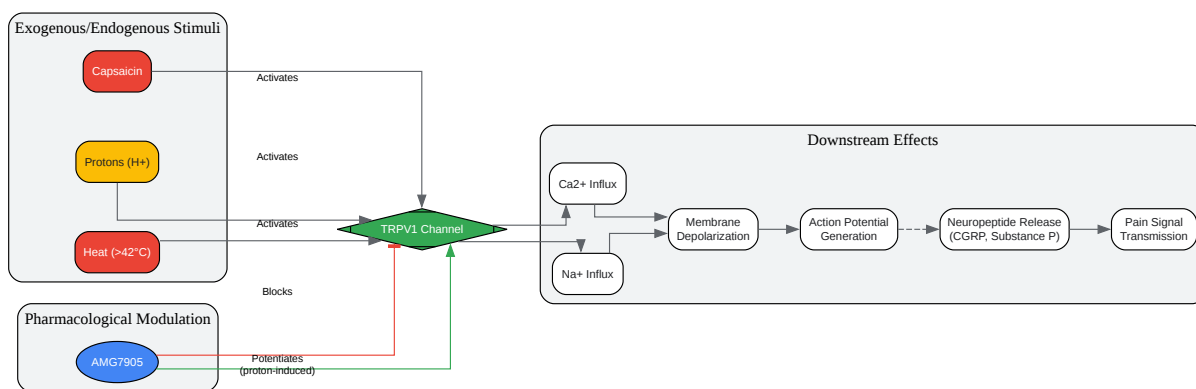 Exogenous/Endogenous Stimuli
Capsaicin
Activates
Protons (H+)
Activates
Heat (>42°C)
Activates
Blocks
Pharmacological Modulation
AMG7905
Potentiates
(proton-induced)
TRPV1 Channel
Downstream Effects
Ca2+ Influx
Na+ Influx
Membrane
Depolarization
Action Potential
Generation
Neuropeptide Release
(CGRP, Substance P)
Pain Signal
Transmission